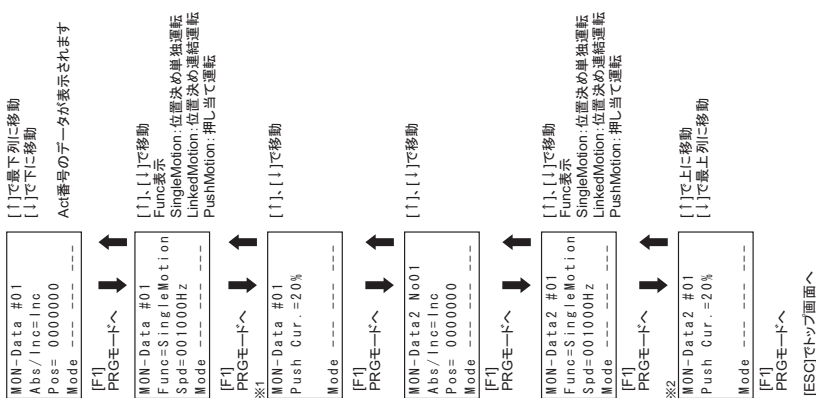 MON-Data #01
Abs/Inc=Inc
Pos= 0000000
Mode --- --- --- ---
[↑]で最下列に移動
[↓]で下に移動
Act番号のデータが表示されます
[F1]
PRGモードへ
MON-Data #01
Func=SingleMotion
Spd=001000Hz
Mode --- --- --- ---
[↑]、[↓]で移動
Func表示
SingleMotion:位置決め単独運転
LinkedMotion:位置決め連結運転
PushMotion:押し当て運転
[F1]
PRGモードへ
※1
MON-Data #01
Push Cur.=20%
Mode --- --- --- ---
[↑]、[↓]で移動
[F1]
PRGモードへ
MON-Data2 No01
Abs/Inc=Inc
Pos= 0000000
Mode --- --- --- ---
[↑]、[↓]で移動
[F1]
PRGモードへ
MON-Data2 #01
Func=SingleMotion
Spd=001000Hz
Mode --- --- --- ---
[↑]、[↓]で移動
Func表示
SingleMotion:位置決め単独運転
LinkedMotion:位置決め連結運転
PushMotion:押し当て運転
[F1]
PRGモードへ
※2
MON-Data2 #01
Push Cur.=20%
Mode --- --- --- ---
[↑]で上に移動
[↓]で最上列に移動
[F1]
PRGモードへ
[ESC]でトップ画面へ